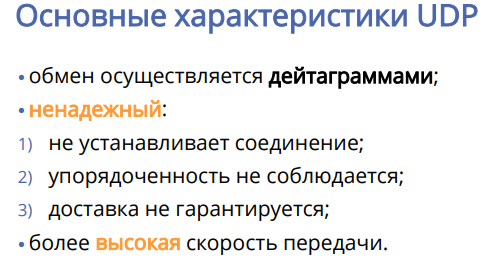 Основные характеристики UDP
• обмен осуществляется дейтаграммами;
• ненадежный:
1) не устанавливает соединение;
2) упорядоченность не соблюдается;
3) доставка не гарантируется;
• более высокая скорость передачи.